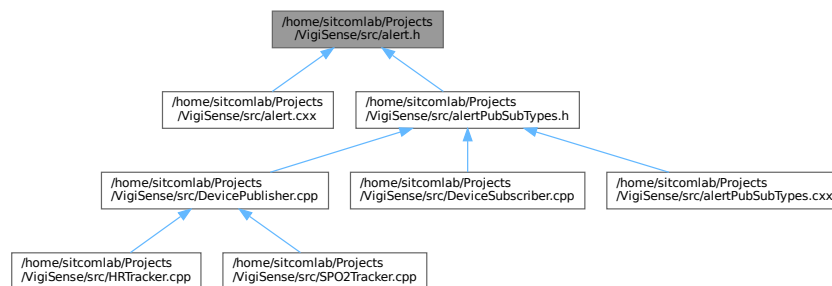 /home/sitcomlab/Projects
/VigiSense/src/alert.h
/home/sitcomlab/Projects
/VigiSense/src/alert.cxx
/home/sitcomlab/Projects
/VigiSense/src/alertPubSubTypes.h
/home/sitcomlab/Projects
/VigiSense/src/DevicePublisher.cpp
/home/sitcomlab/Projects
/VigiSense/src/DeviceSubscriber.cpp
/home/sitcomlab/Projects
/VigiSense/src/alertPubSubTypes.cxx
/home/sitcomlab/Projects
/VigiSense/src/HRTracker.cpp
/home/sitcomlab/Projects
/VigiSense/src/SPO2Tracker.cpp